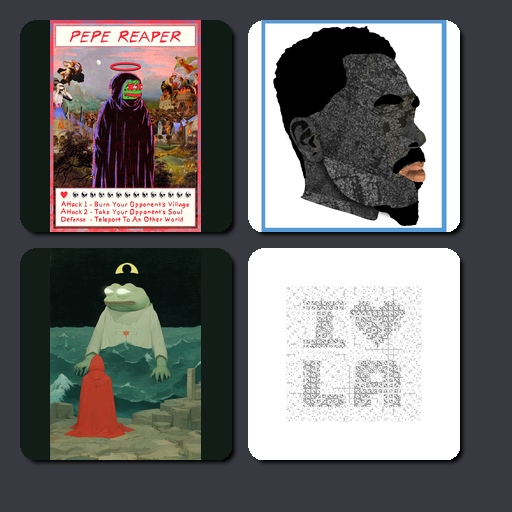 PEPE REAPER
Attack 1 - Burn Your Opponent's Village
Attack 2 - Take Your Opponent's Soul
Defense - Teleport To An Other World
I ♥
LA